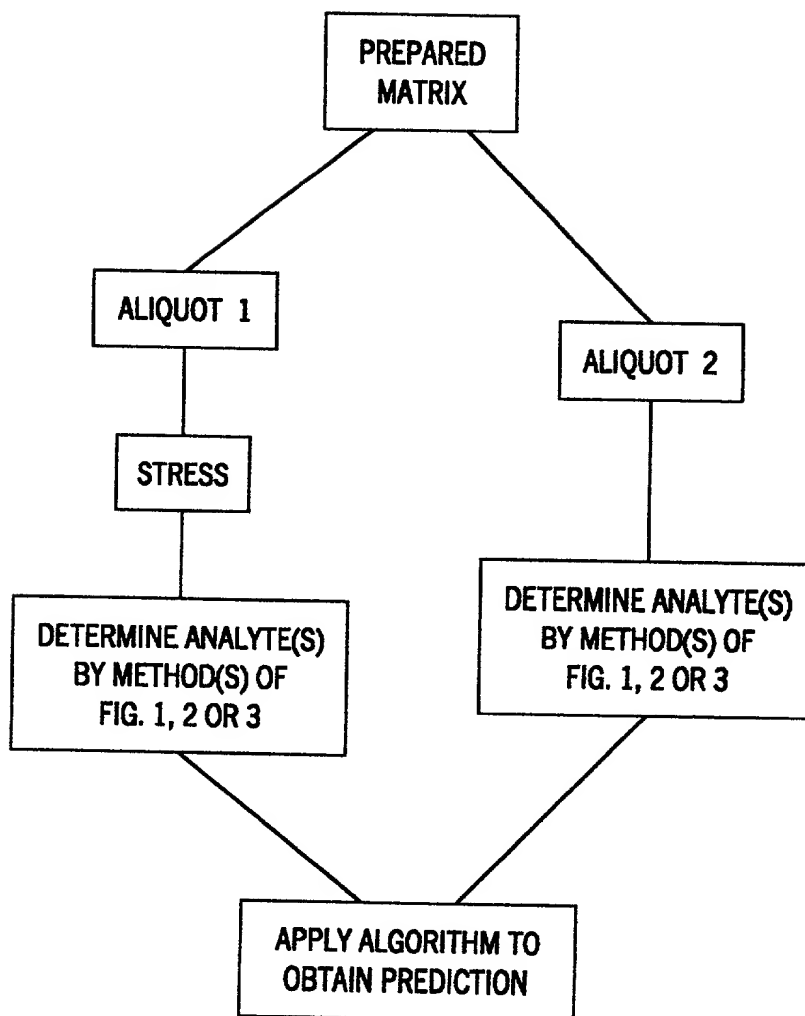 PREPARED
MATRIX
ALIQUOT 1
ALIQUOT 2
STRESS
DETERMINE ANALYTE(S)
BY METHOD(S) OF
FIG. 1, 2 OR 3
DETERMINE ANALYTE(S)
BY METHOD(S) OF
FIG. 1, 2 OR 3
APPLY ALGORITHM TO
OBTAIN PREDICTION